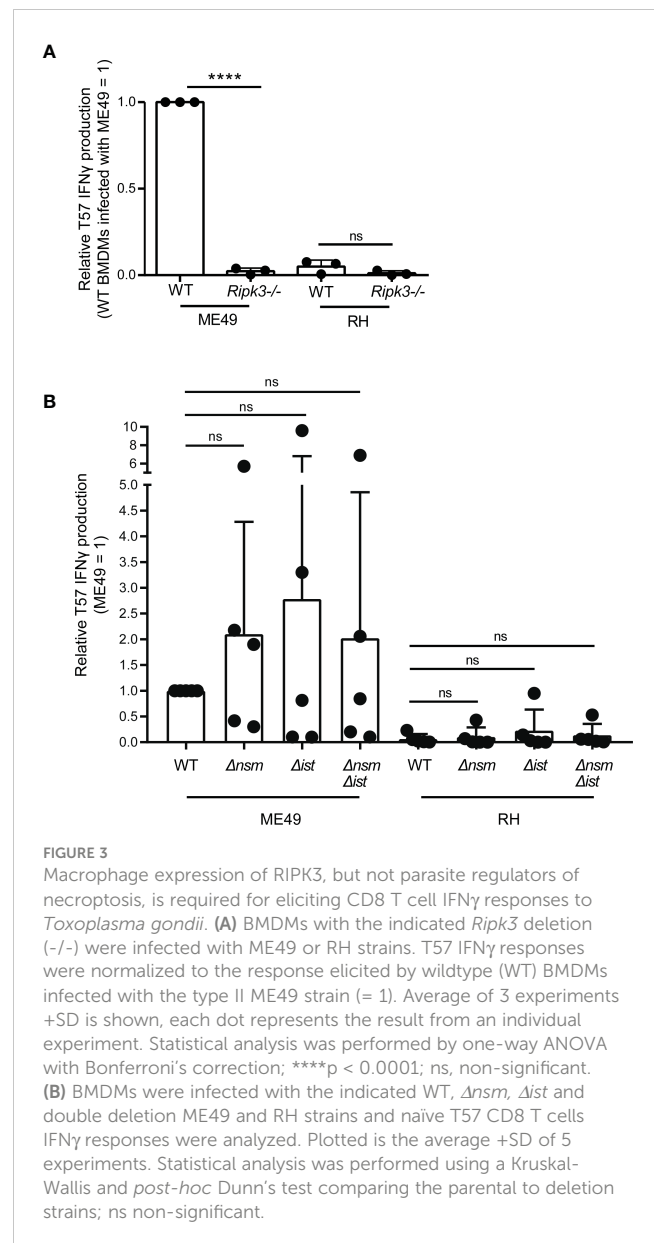 A
Relative T57 IFNγ production
(WT BMDMs infected with ME49 = 1)
****
1.0
0.5
0.0
ns
WT
Ripk3-/-
WT
Ripk3-/-
ME49
RH
B
Relative T57 IFNγ production
(ME49 = 1)
ns
ns
ns
10
8
6
5.0
4.5
4.0
3.5
3.0
2.5
2.0
1.5
1.0
0.5
0.0
ns
ns
ns
WT
Δnsm
Δist
Δnsm
Δist
WT
Δnsm
Δist
Δnsm
Δist
ME49
RH
FIGURE 3
Macrophage expression of RIPK3, but not parasite regulators of
necroptosis, is required for eliciting CD8 T cell IFNγ responses to
Toxoplasma gondii. (A) BMDMs with the indicated Ripk3 deletion
(-/-) were infected with ME49 or RH strains. T57 IFNγ responses
were normalized to the response elicited by wildtype (WT) BMDMs
infected with the type II ME49 strain (= 1). Average of 3 experiments
+SD is shown, each dot represents the result from an individual
experiment. Statistical analysis was performed by one-way ANOVA
with Bonferroni's correction; ****p < 0.0001; ns, non-significant.
(B) BMDMs were infected with the indicated WT, Δnsm, Δist and
double deletion ME49 and RH strains and naïve T57 CD8 T cells
IFNγ responses were analyzed. Plotted is the average +SD of 5
experiments. Statistical analysis was performed using a Kruskal-
Wallis and post-hoc Dunn's test comparing the parental to deletion
strains; ns non-significant.